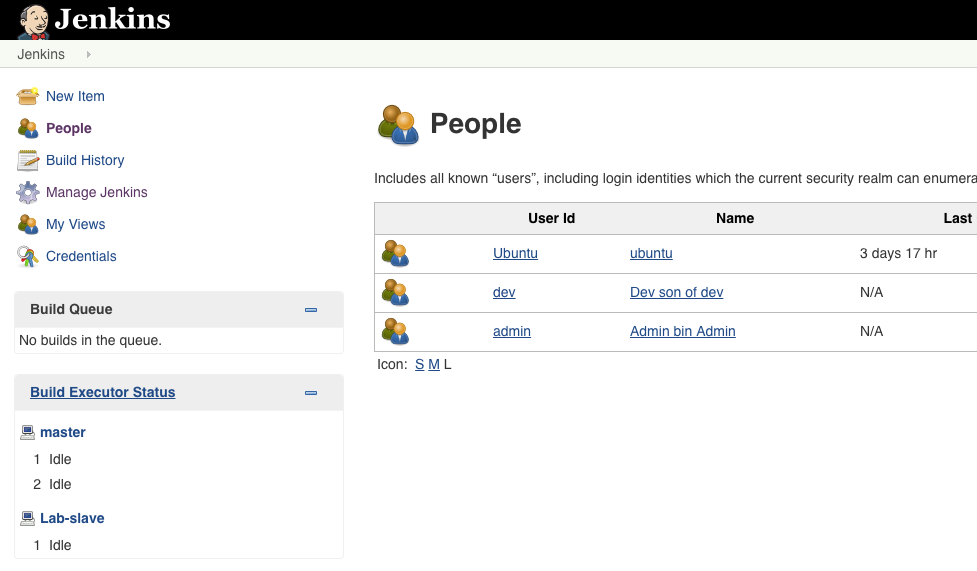 Jenkins
Jenkins
New Item
People
Build History
Manage Jenkins
My Views
Credentials
Build Queue
No builds in the queue.
Build Executor Status
master
1 Idle
2 Idle
Lab-slave
1 Idle
People
Includes all known “users”, including login identities which the current security realm can enumera
User Id Name Last
Ubuntu ubuntu 3 days 17 hr
dev Dev son of dev N/A
admin Admin bin Admin N/A
Icon: S M L